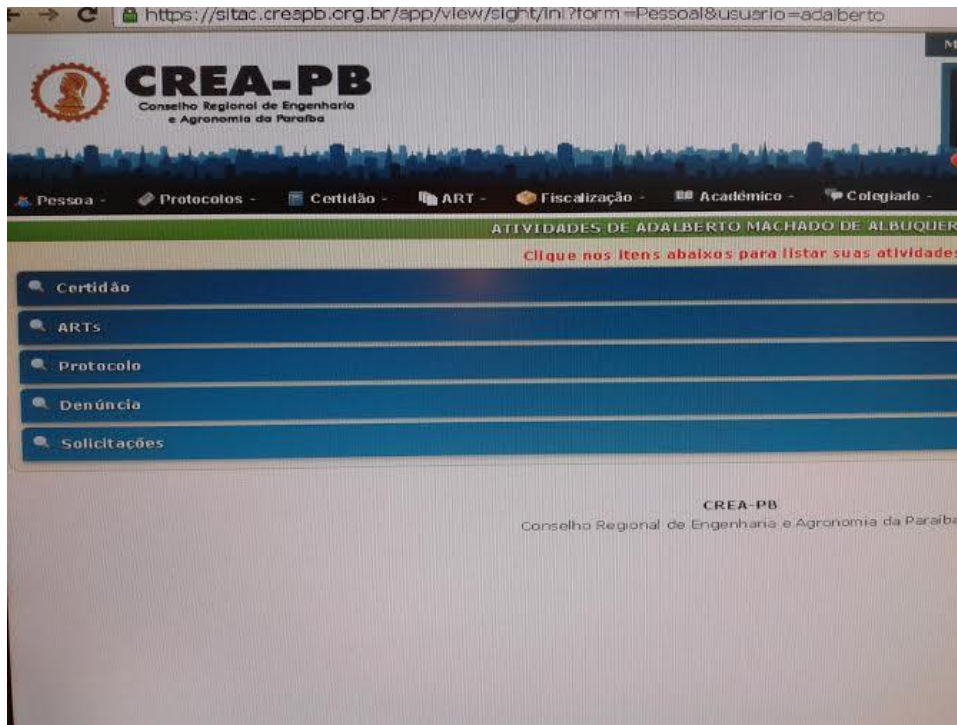 https://sitac.creapb.org.br/app/view/sight/ini?form=Pessoal&usuario=adalberto
M
CREA-PB
Conselho Regional de Engenharia
e Agronomia da Paraíba
Pessoa - Protocolos - Certidão - ART - Fiscalização - Acadêmico - Colegiado -
ATIVIDADES DE ADALBERTO MACHADO DE ALBUQUER
Clique nos itens abaixos para listar suas atividades
Certidão
ARTs
Protocolo
Denúncia
Solicitações
CREA-PB
Conselho Regional de Engenharia e Agronomia da Paraíba